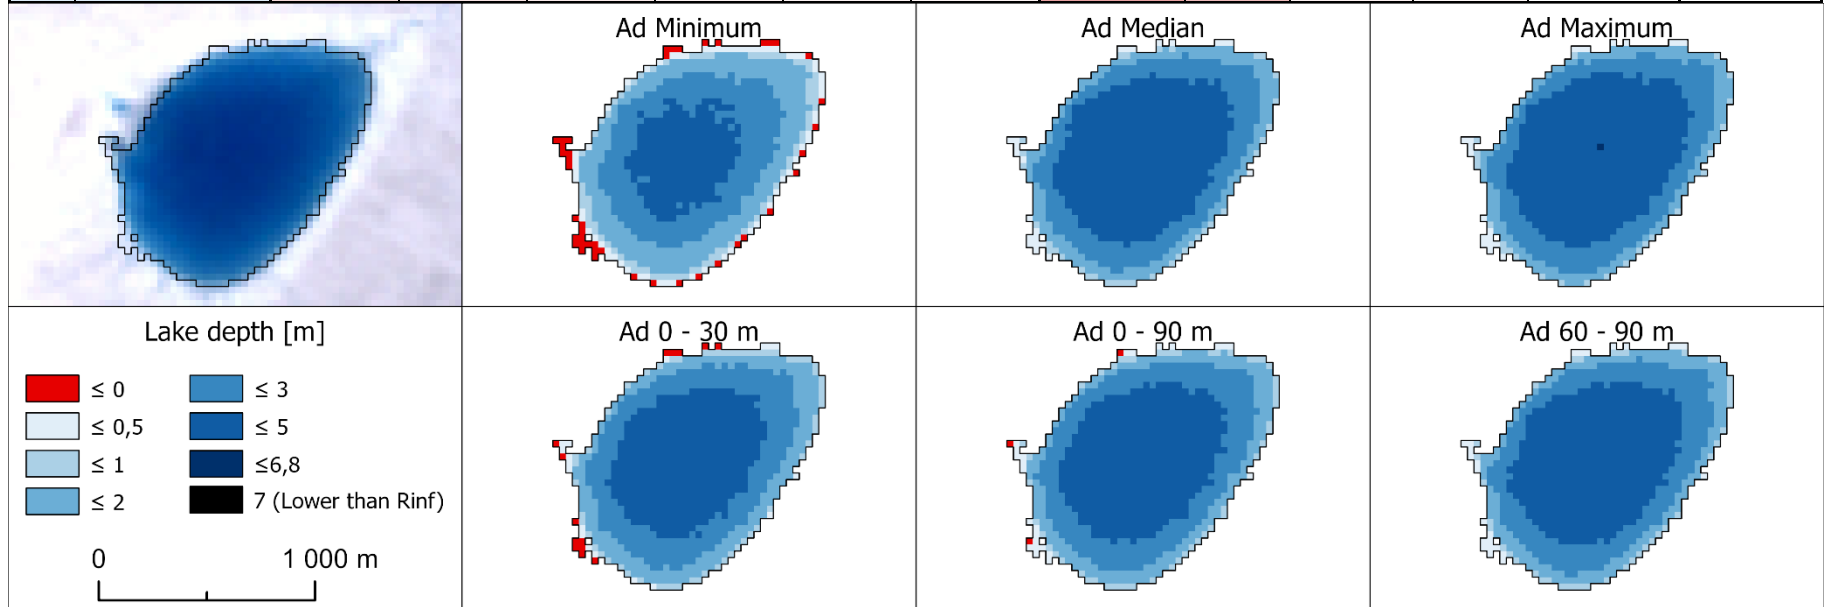 Ad Minimum
Ad Median
Ad Maximum
Lake depth [m]
≤ 0
≤ 0,5
≤ 1
≤ 2
≤ 3
≤ 5
≤6,8
7 (Lower than Rinf)
0
1 000 m
Ad 0 - 30 m
Ad 0 - 90 m
Ad 60 - 90 m